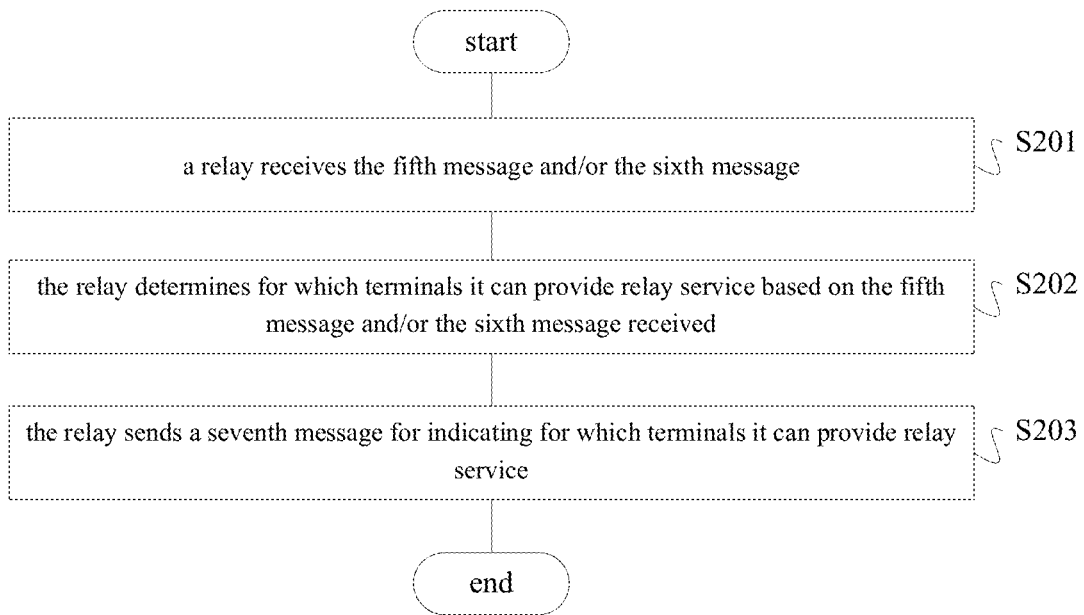 start
a relay receives the fifth message and/or the sixth message
S201
the relay determines for which terminals it can provide relay service based on the fifth
message and/or the sixth message received
S202
the relay sends a seventh message for indicating for which terminals it can provide relay
service
S203
end